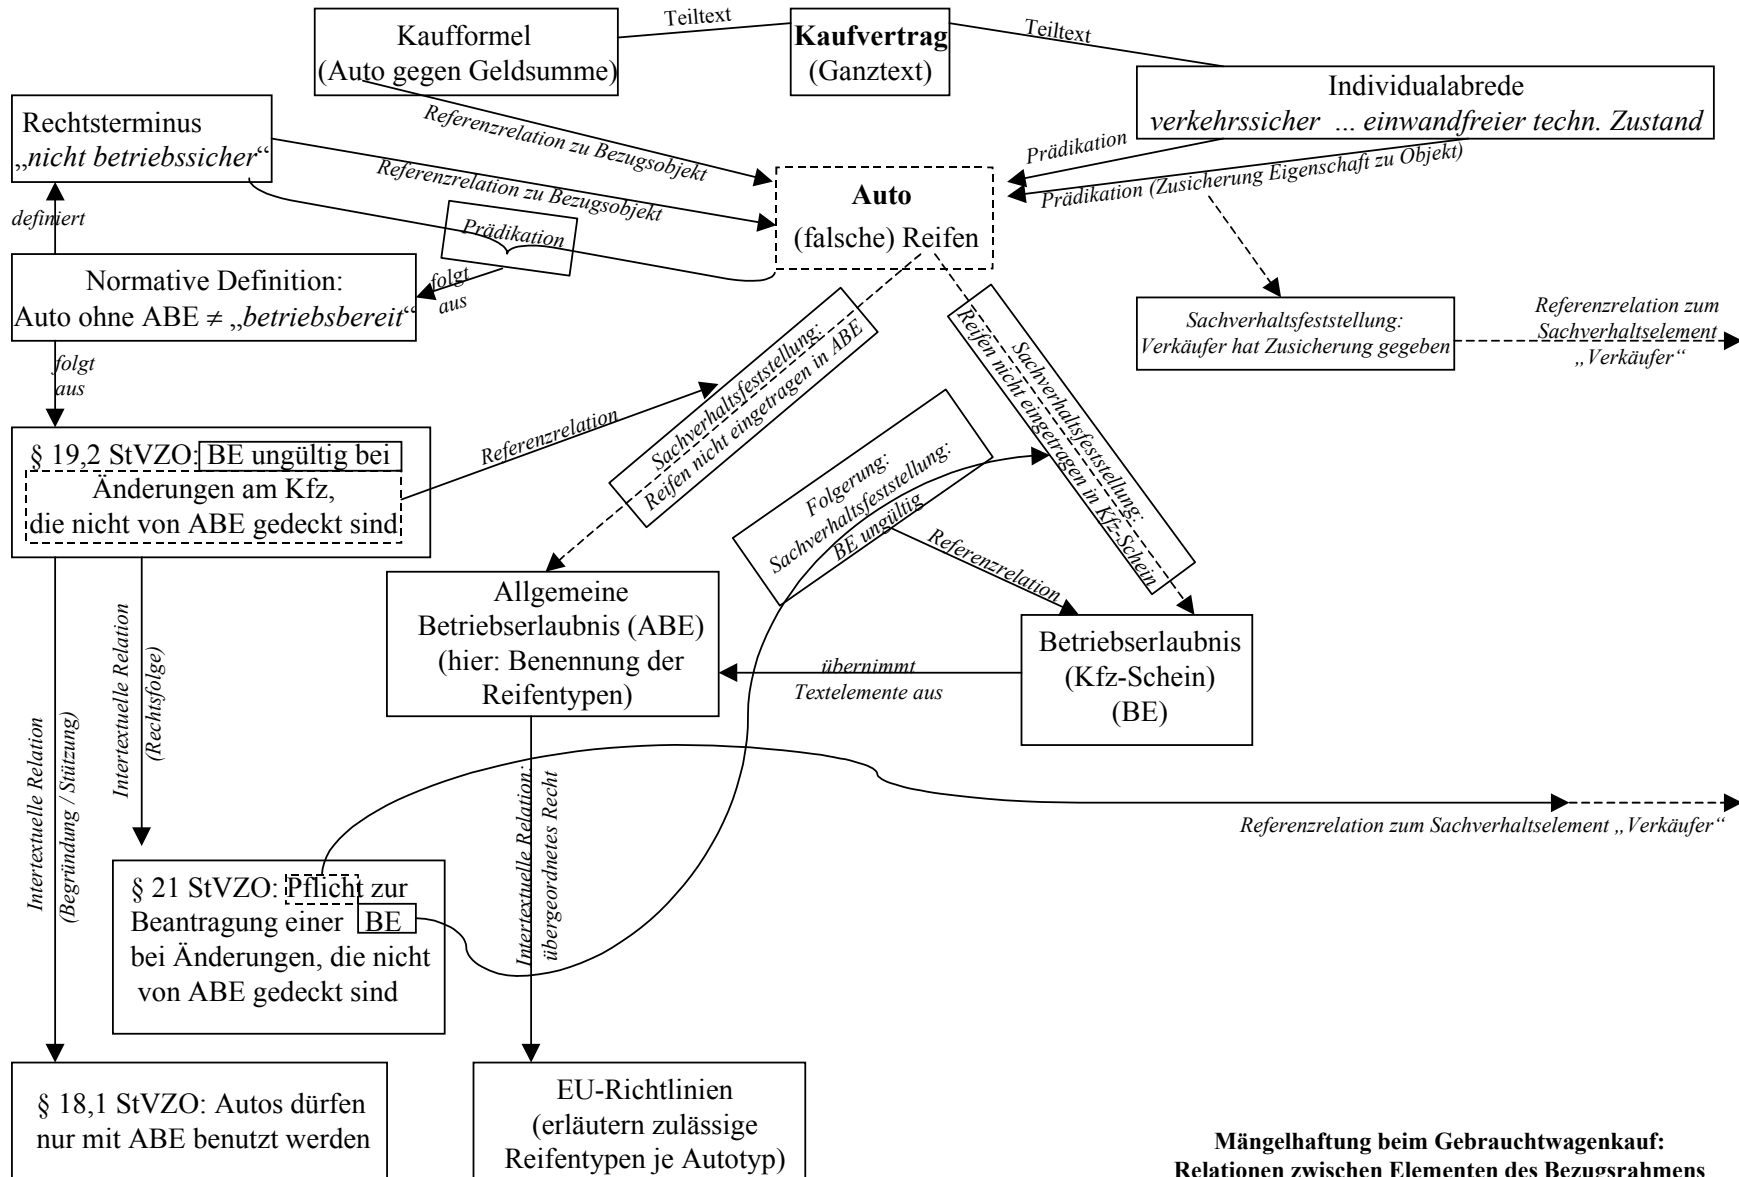 Kaufformel
(Auto gegen Geldsumme)
Teiltext
Kaufvertrag
(Ganztext)
Teiltext
Individualabrede
verkehrssicher ... einwandfreier techn. Zustand
Rechtsterminus
„nicht betriebssicher“
Referenzrelation zu Bezugsobjekt
Referenzrelation zu Bezugsobjekt
Prädikation
Prädikation (Zusicherung Eigenschaft zu Objekt)
Auto
(falsche) Reifen
definiert
Prädikation
folgt
aus
Normative Definition:
Auto ohne ABE ≠ „betriebsbereit“
folgt
aus
Sachverhaltsfeststellung:
Verkäufer hat Zusicherung gegeben
Referenzrelation zum
Sachverhaltselement
„Verkäufer“
Sachverhaltsfeststellung:
Reifen nicht eingetragen in ABE
Sachverhaltsfeststellung:
Reifen nicht eingetragen in Kfz-Schein
§ 19,2 StVZO: BE ungültig bei
Änderungen am Kfz,
die nicht von ABE gedeckt sind
Referenzrelation
Folgerung:
Sachverhaltsfeststellung:
BE ungültig
Referenzrelation
Allgemeine
Betriebserlaubnis (ABE)
(hier: Benennung der
Reifentypen)
übernimmt
Textelemente aus
Betriebserlaubnis
(Kfz-Schein)
(BE)
Intertextuelle Relation
(Begründung / Stützung)
Intertextuelle Relation
(Rechtsfolge)
Intertextuelle Relation:
übergeordnetes Recht
Referenzrelation zum Sachverhaltselement „Verkäufer“
§ 21 StVZO: Pflicht zur
Beantragung einer BE
bei Änderungen, die nicht
von ABE gedeckt sind
§ 18,1 StVZO: Autos dürfen
nur mit ABE benutzt werden
EU-Richtlinien
(erläutern zulässige
Reifentypen je Autotyp)
Mängelhaftung beim Gebrauchtwagenkauf:
Relationen zwischen Elementen des Bezugsrahmens